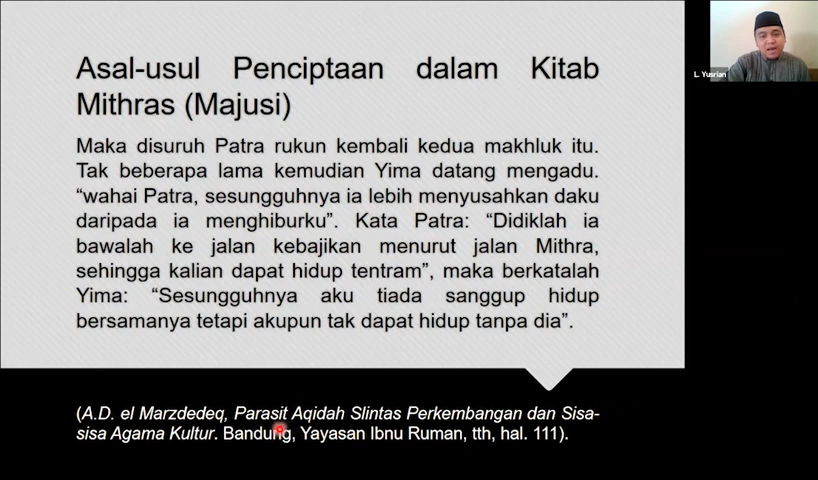 Asal-usul Penciptaan dalam Kitab
Mithras (Majusi)
Maka disuruh Patra rukun kembali kedua makhluk itu.
Tak beberapa lama kemudian Yima datang mengadu.
“wahai Patra, sesungguhnya ia lebih menyusahkan daku
daripada ia menghiburku”. Kata Patra: “Didiklah ia
bawalah ke jalan kebajikan menurut jalan Mithra,
sehingga kalian dapat hidup tentram”, maka berkatalah
Yima: “Sesungguhnya aku tiada sanggup hidup
bersamanya tetapi akupun tak dapat hidup tanpa dia”.
(A.D. el Marzdedeq, Parasit Aqidah Slintas Perkembangan dan Sisa-
sisa Agama Kultur. Bandung, Yayasan Ibnu Ruman, tth, hal. 111).
L. Yusrian